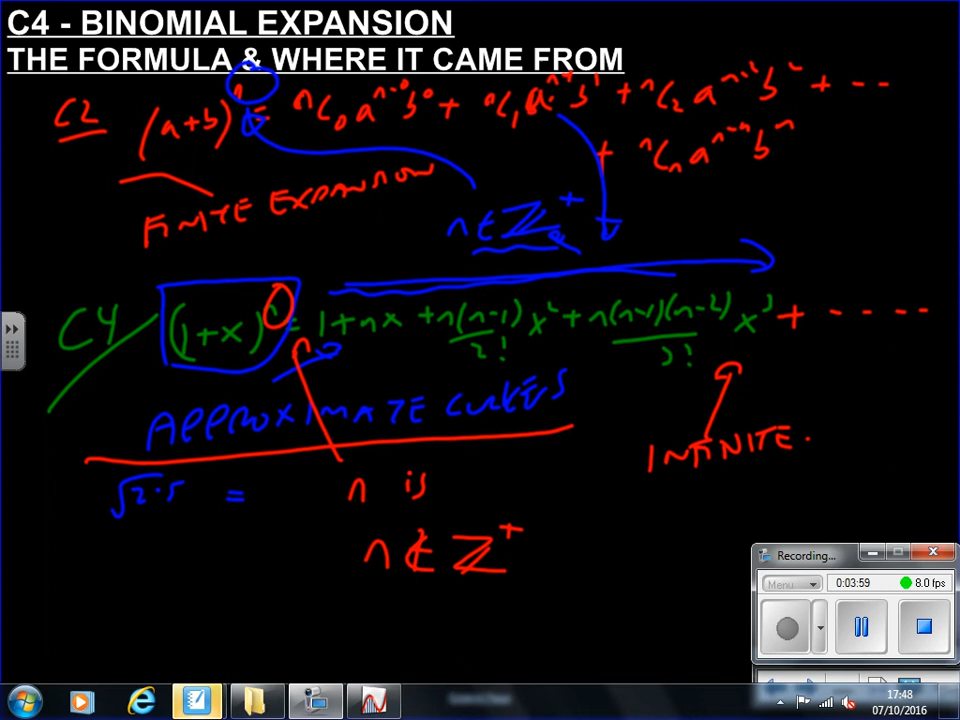 C4 - BINOMIAL EXPANSION
THE FORMULA & WHERE IT CAME FROM
C2 (a+b)ⁿ = ⁿC₀aⁿ⁻⁰b⁰ + ⁿC₁aⁿ⁻¹b¹ + ⁿC₂aⁿ⁻²b² + ---
+ ⁿCₙaⁿ⁻ⁿbⁿ
FINITE EXPANSION
n ∈ ℤ⁺
C4 (1+x)ⁿ = 1+nx + n(n-1)/2! x² + n(n-1)(n-2)/3! x³ + -----
n
APPROXIMATE CURVES
INFINITE.
√2.5 =
n is
n ∉ ℤ⁺
Recording...
Menu
0:03:59
8.0 fps
17:48
07/10/2016